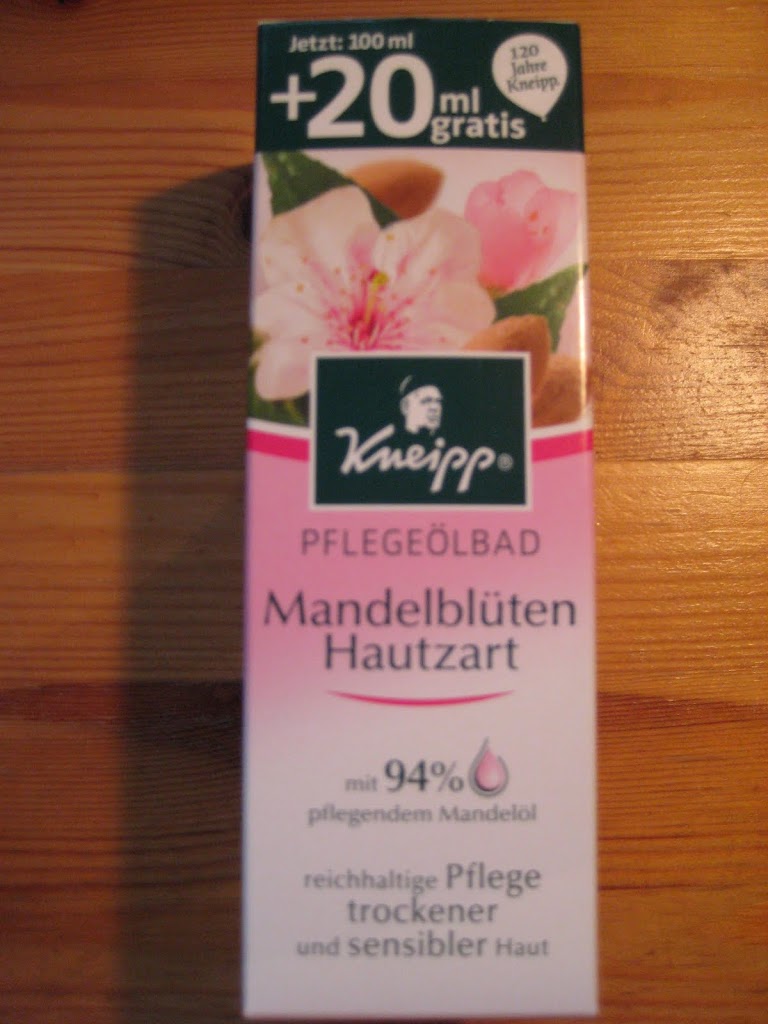 Jetzt: 100 ml
+20 ml
gratis
120
Jahre
Kneipp.
Kneipp®
PFLEGEÖLBAD
Mandelblüten
Hautzart
mit 94%
pflegendem Mandelöl
reichhaltige Pflege
trockener
und sensibler Haut